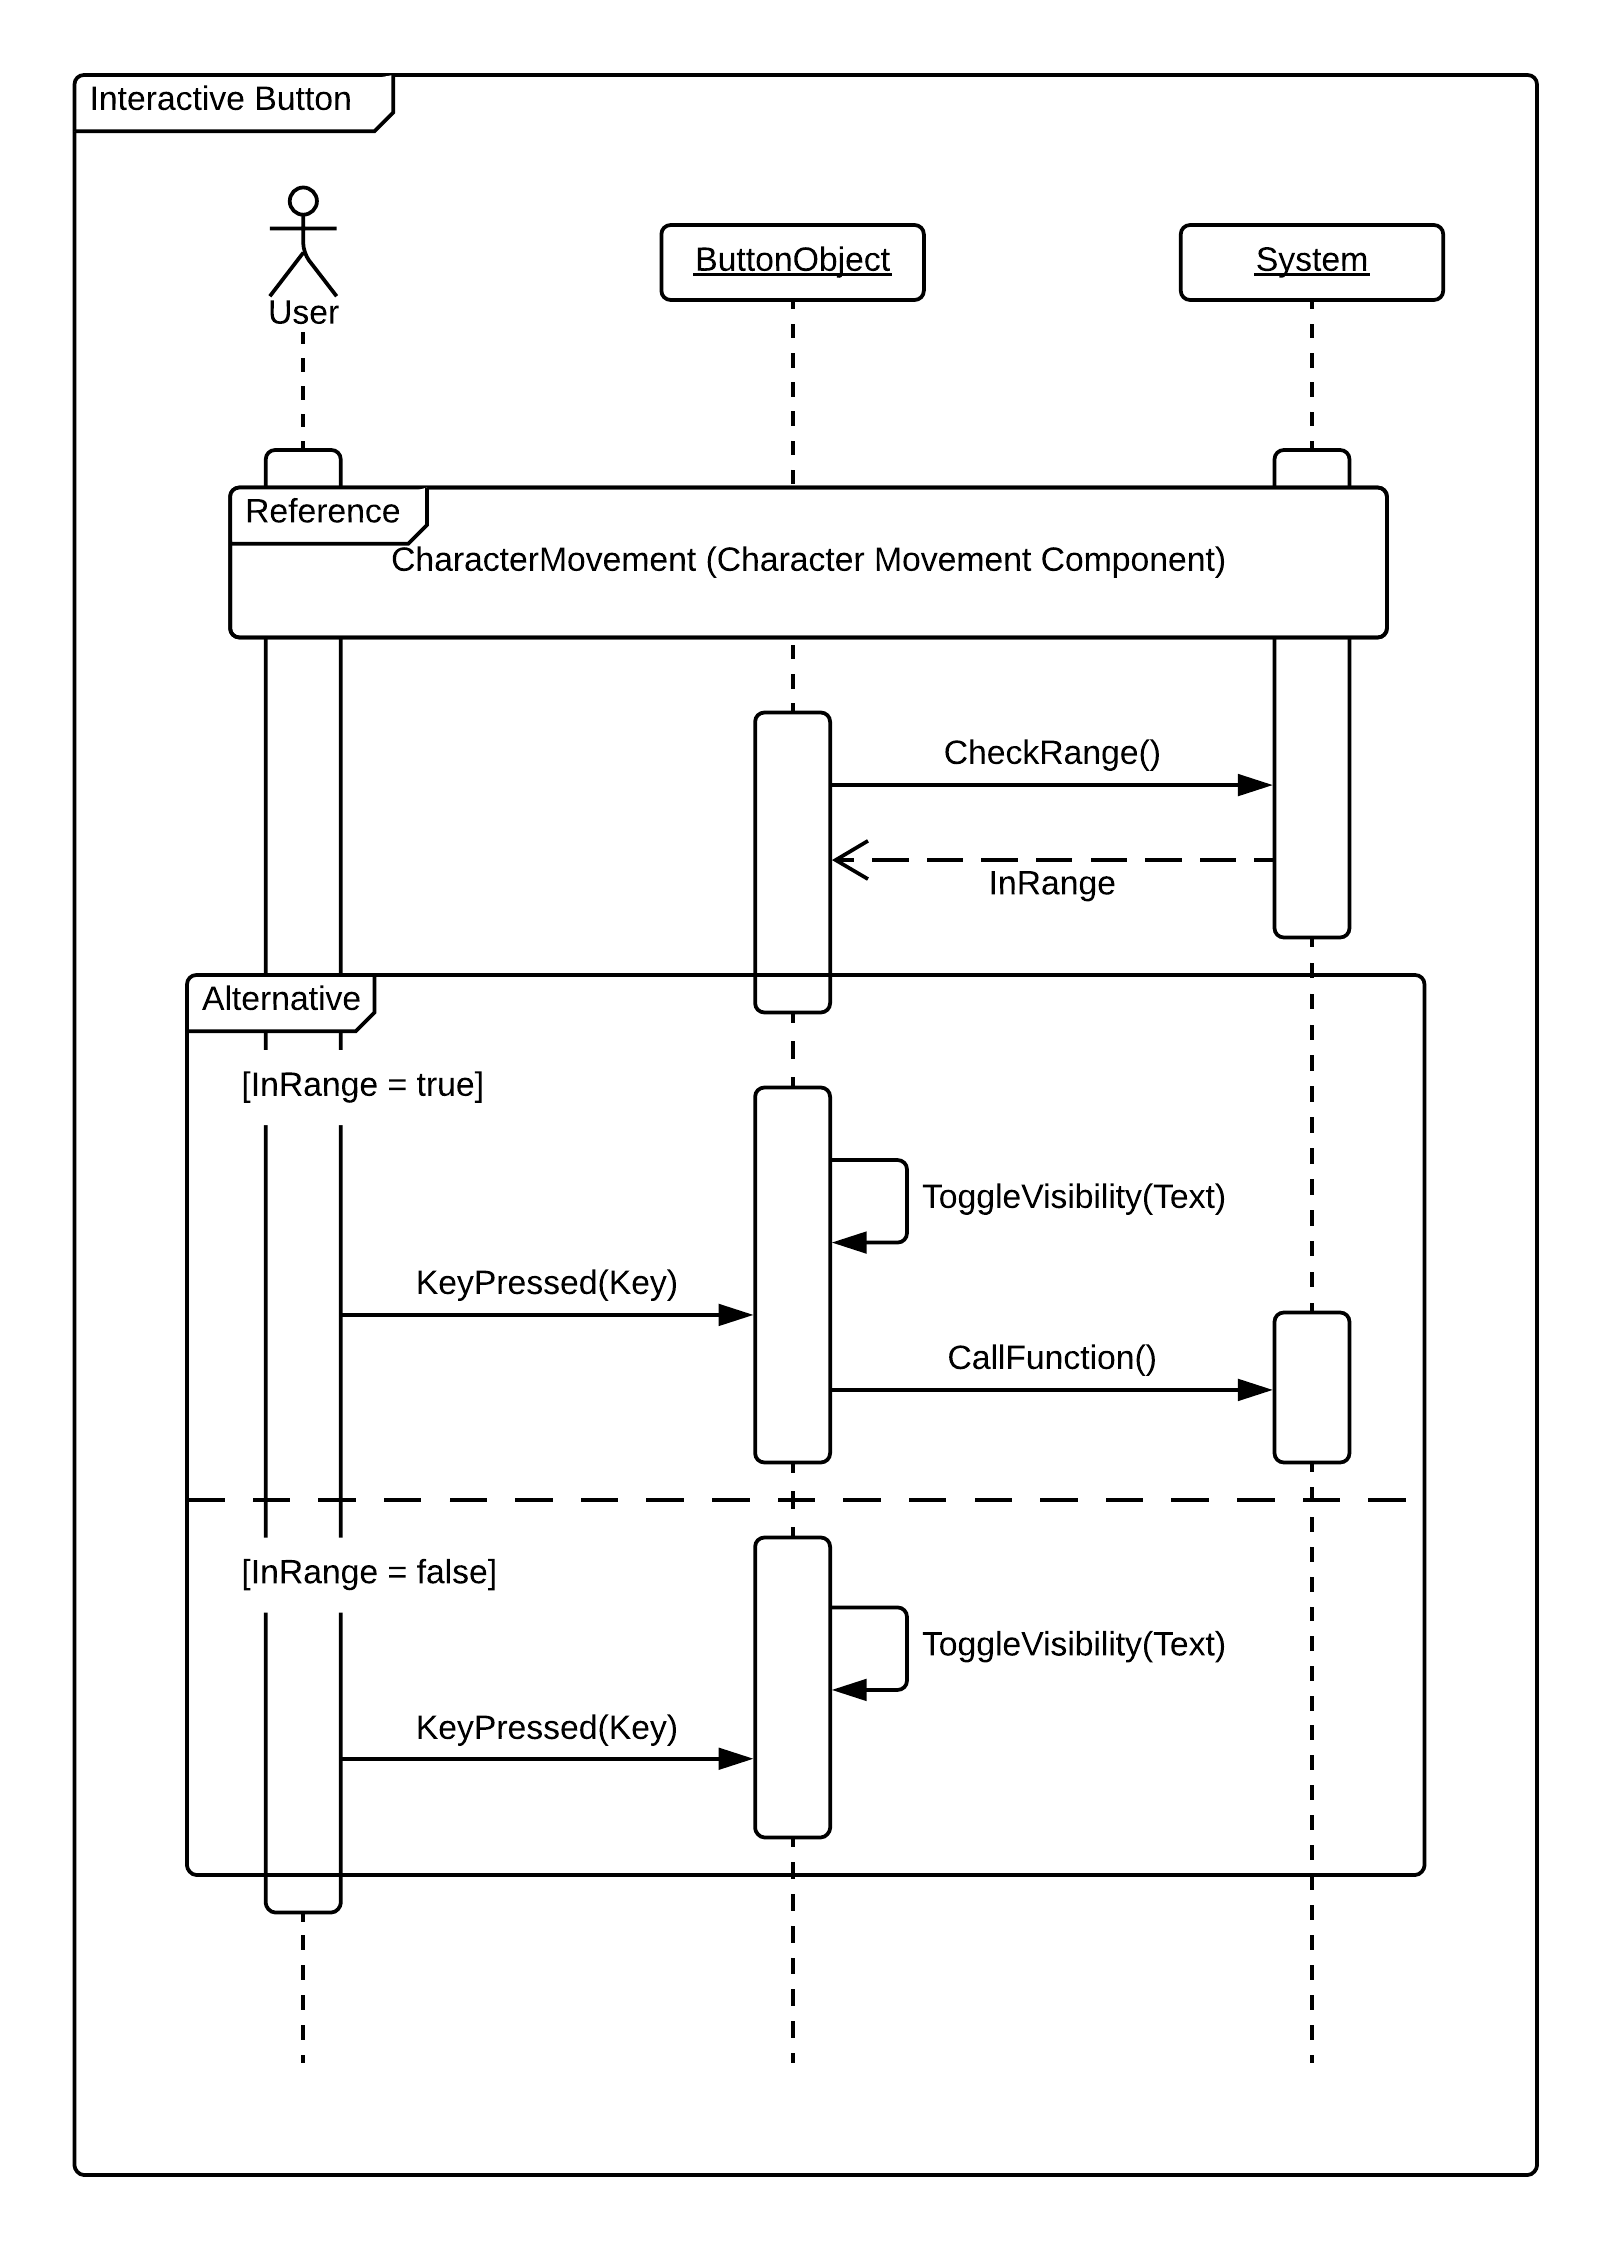 Interactive Button
User
ButtonObject
System
Reference
CharacterMovement (Character Movement Component)
CheckRange()
InRange
Alternative
[InRange = true]
ToggleVisibility(Text)
KeyPressed(Key)
CallFunction()
[InRange = false]
ToggleVisibility(Text)
KeyPressed(Key)